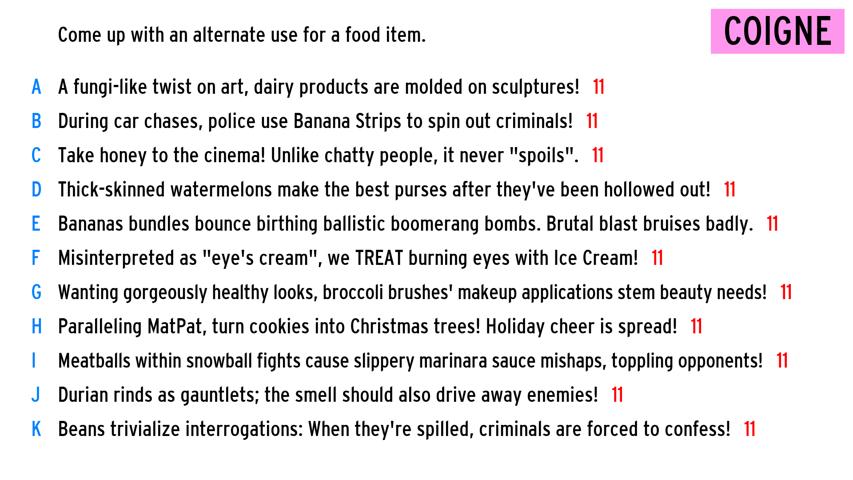 Come up with an alternate use for a food item.
COIGNE
A A fungi-like twist on art, dairy products are molded on sculptures! 11
B During car chases, police use Banana Strips to spin out criminals! 11
C Take honey to the cinema! Unlike chatty people, it never "spoils". 11
D Thick-skinned watermelons make the best purses after they've been hollowed out! 11
E Bananas bundles bounce birthing ballistic boomerang bombs. Brutal blast bruises badly. 11
F Misinterpreted as "eye's cream", we TREAT burning eyes with Ice Cream! 11
G Wanting gorgeously healthy looks, broccoli brushes' makeup applications stem beauty needs! 11
H Paralleling MatPat, turn cookies into Christmas trees! Holiday cheer is spread! 11
I Meatballs within snowball fights cause slippery marinara sauce mishaps, toppling opponents! 11
J Durian rinds as gauntlets; the smell should also drive away enemies! 11
K Beans trivialize interrogations: When they're spilled, criminals are forced to confess! 11